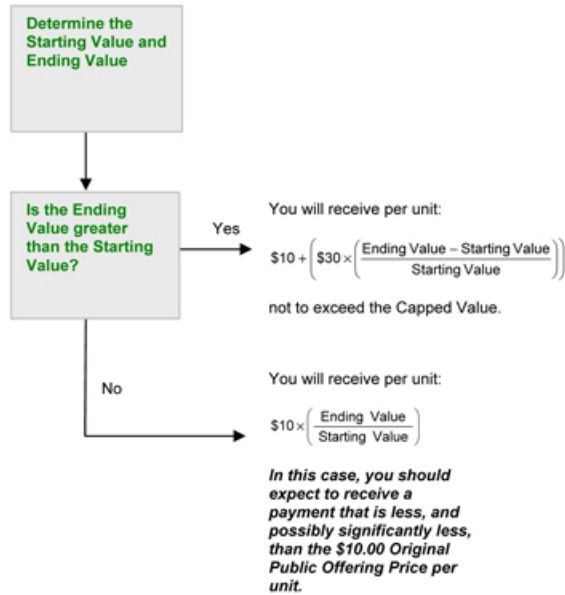 Determine the
Starting Value and
Ending Value
Is the Ending
Value greater
than the Starting
Value?
Yes
You will receive per unit:
$10 + ( $30 × ( Ending Value – Starting Value
Starting Value ) )
not to exceed the Capped Value.
No
You will receive per unit:
$10 × ( Ending Value
Starting Value )
In this case, you should
expect to receive a
payment that is less, and
possibly significantly less,
than the $10.00 Original
Public Offering Price per
unit.